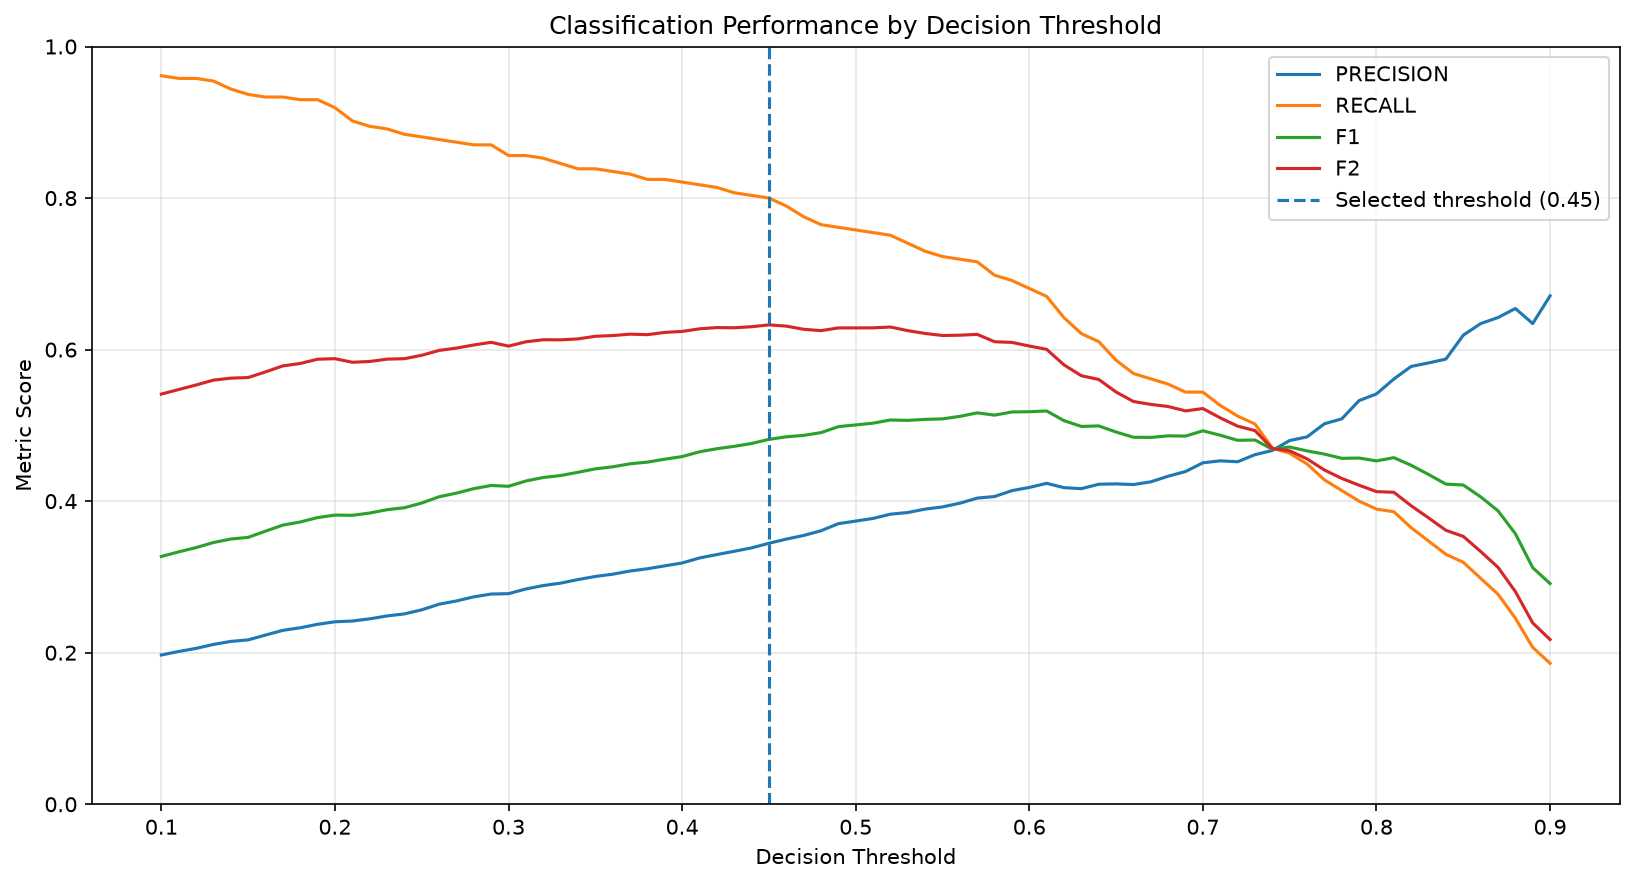 Classification Performance by Decision Threshold
PRECISION
RECALL
F1
F2
Selected threshold (0.45)
Metric Score
1.0
0.8
0.6
0.4
0.2
0.0
0.1 0.2 0.3 0.4 0.5 0.6 0.7 0.8 0.9
Decision Threshold